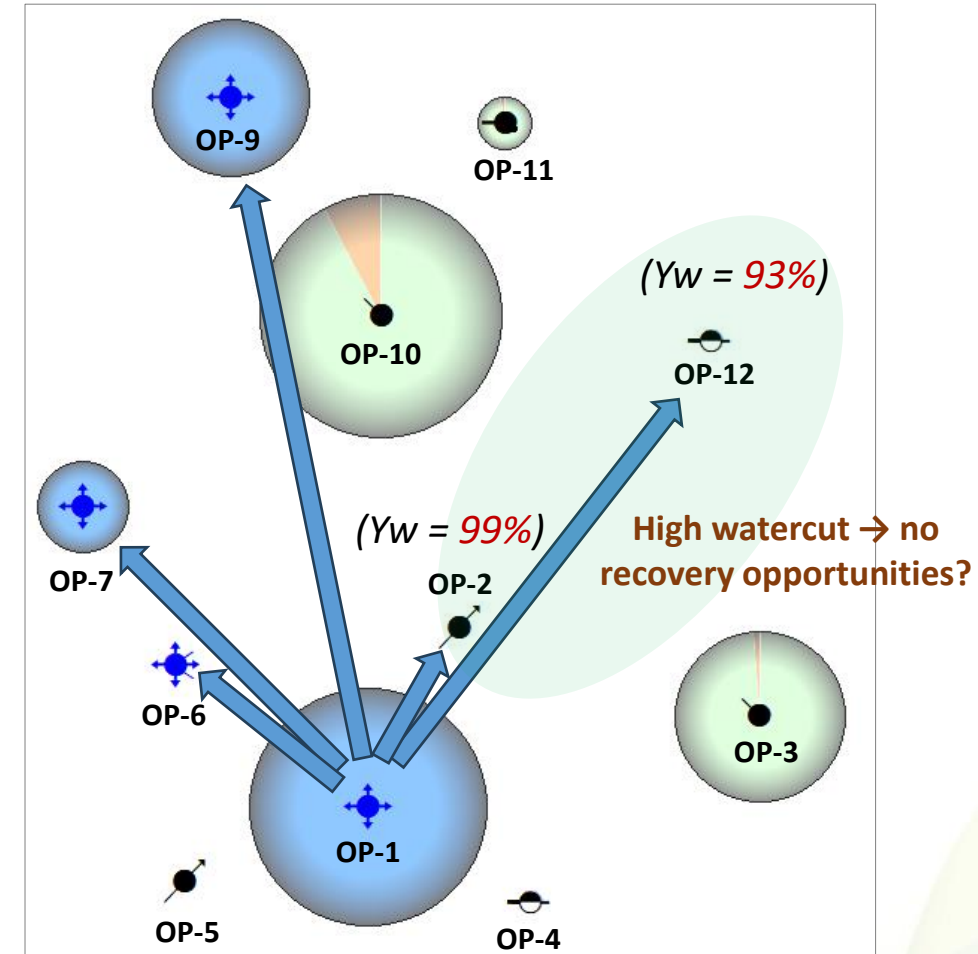 OP-9
OP-11
(Yw = 93%)
OP-10
OP-12
(Yw = 99%)
High watercut → no
recovery opportunities?
OP-7
OP-2
OP-6
OP-3
OP-1
OP-5
OP-4